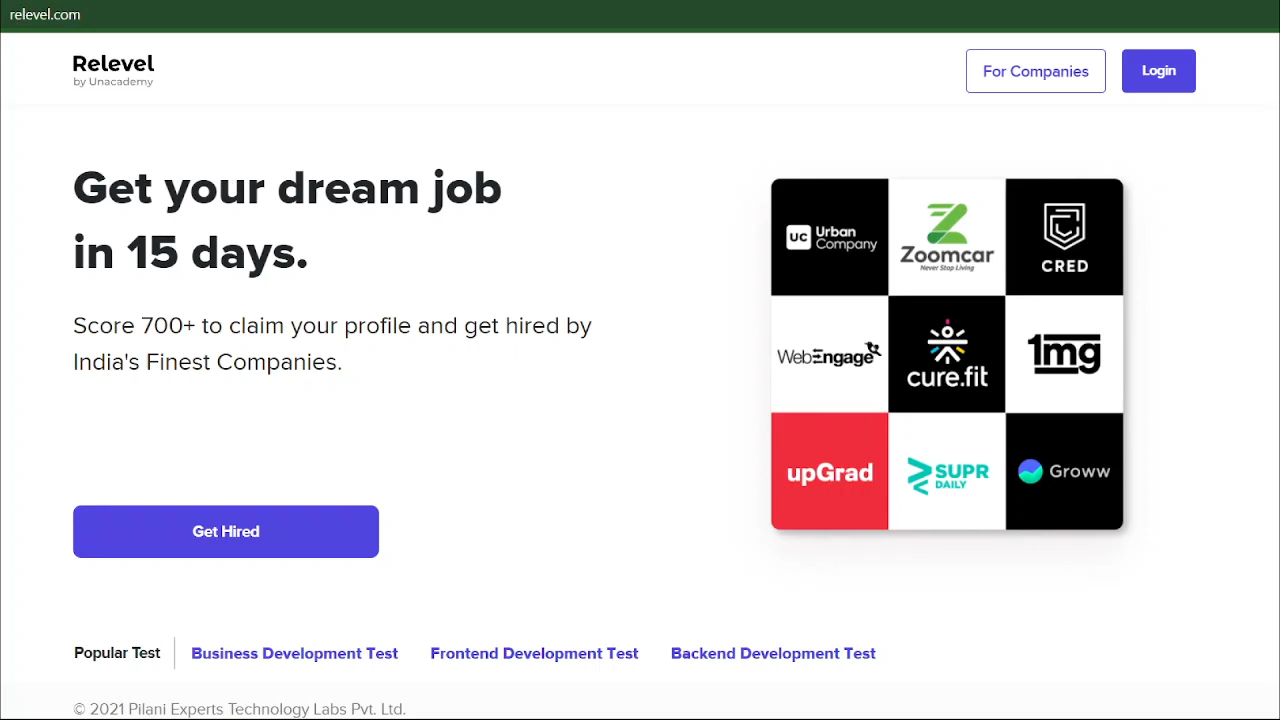 relevel.com
Relevel
by Unacademy
For Companies
Login
Get your dream job
in 15 days.
Score 700+ to claim your profile and get hired by
India's Finest Companies.
Get Hired
UC Urban
Company
Zoomcar
Never Stop Living
CRED
WebEngage
cure.fit
1mg
upGrad
SUPR
DAILY
Groww
Popular Test
Business Development Test
Frontend Development Test
Backend Development Test
© 2021 Pilani Experts Technology Labs Pvt. Ltd.